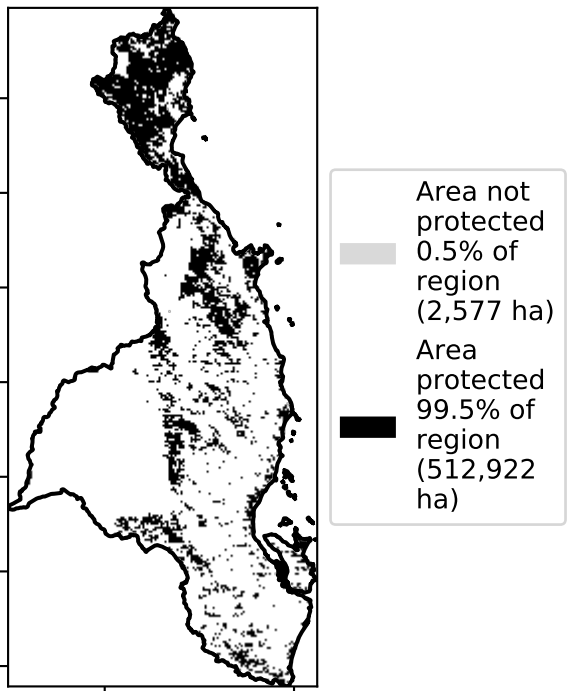 Area not
protected
0.5% of
region
(2,577 ha)
Area
protected
99.5% of
region
(512,922
ha)